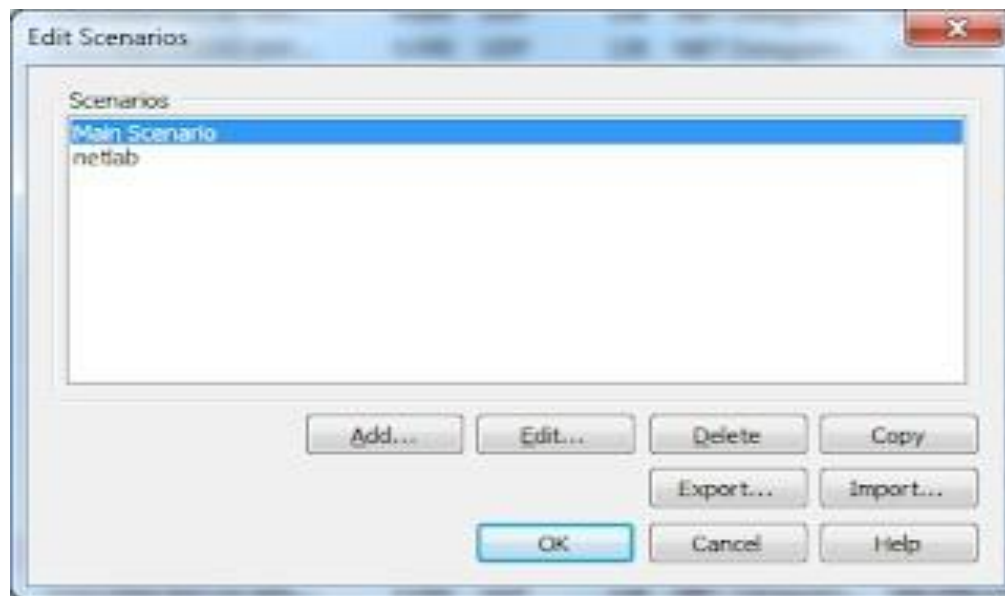 Edit Scenarios
Scenarios
Main Scenario
netlab
Add...
Edit...
Delete
Copy
Export...
Import...
OK
Cancel
Help